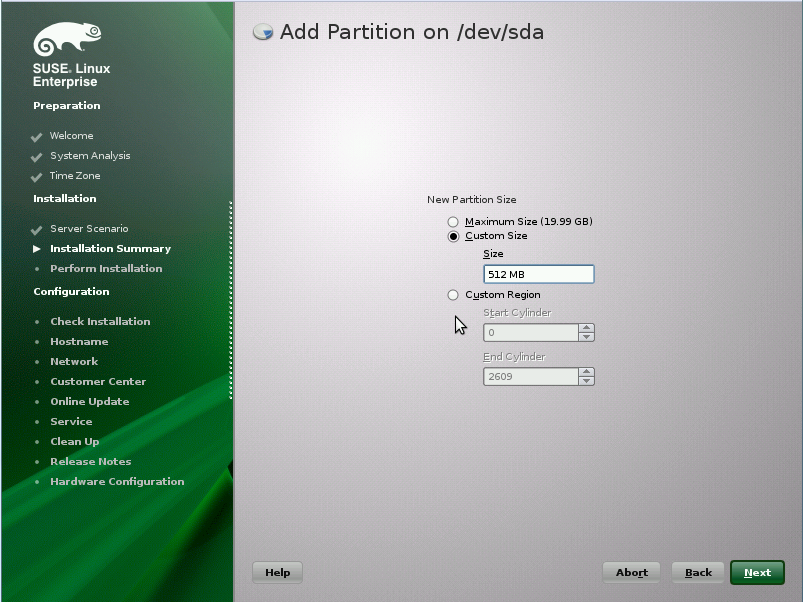 SUSE. Linux
Enterprise
Preparation
Welcome
System Analysis
Time Zone
Installation
Server Scenario
Installation Summary
Perform Installation
Configuration
Check Installation
Hostname
Network
Customer Center
Online Update
Service
Clean Up
Release Notes
Hardware Configuration
Add Partition on /dev/sda
New Partition Size
Maximum Size (19.99 GB)
Custom Size
Size
512 MB
Custom Region
Start Cylinder
0
End Cylinder
2609
Help
Abort
Back
Next